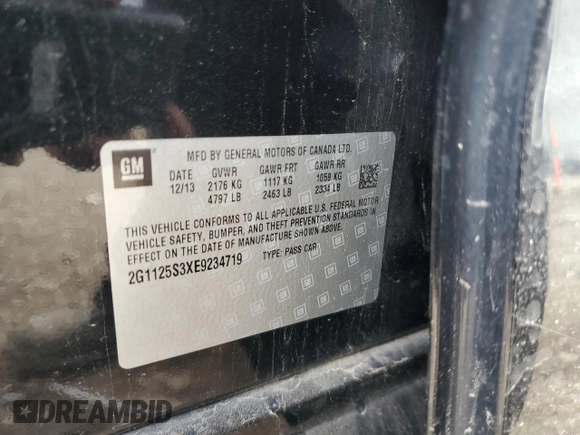 MFD BY GENERAL MOTORS OF CANADA LTD.
GM
DATE GVWR GAWR FRT GAWR RR
12/13 2176 KG 1117 KG 1059 KG
4797 LB 2463 LB 2334 LB
THIS VEHICLE CONFORMS TO ALL APPLICABLE U.S. FEDERAL MOTOR
VEHICLE SAFETY, BUMPER, AND THEFT PREVENTION STANDARDS IN
EFFECT ON THE DATE OF MANUFACTURE SHOWN ABOVE.
2G1125S3XE9234719 TYPE: PASS CAR
DREAMBID